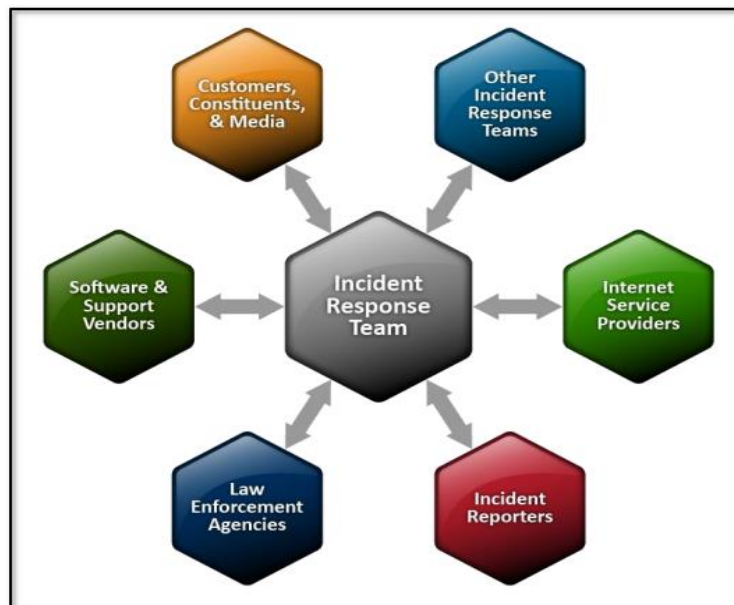 Customers,
Constituents,
& Media
Other
Incident
Response
Teams
Software &
Support
Vendors
Incident
Response
Team
Internet
Service
Providers
Law
Enforcement
Agencies
Incident
Reporters